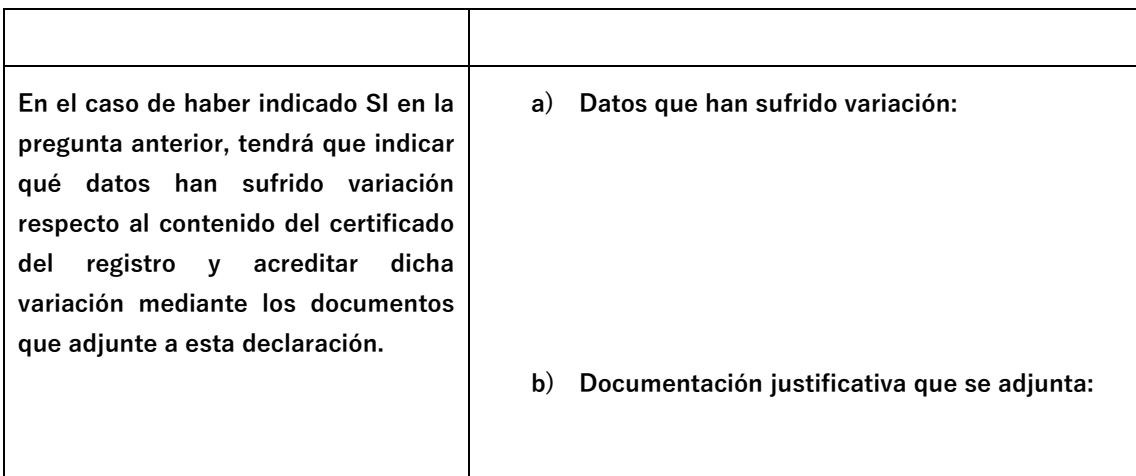 En el caso de haber indicado SI en la
pregunta anterior, tendrá que indicar
qué datos han sufrido variación
respecto al contenido del certificado
del registro y acreditar dicha
variación mediante los documentos
que adjunte a esta declaración.
a) Datos que han sufrido variación:
b) Documentación justificativa que se adjunta: